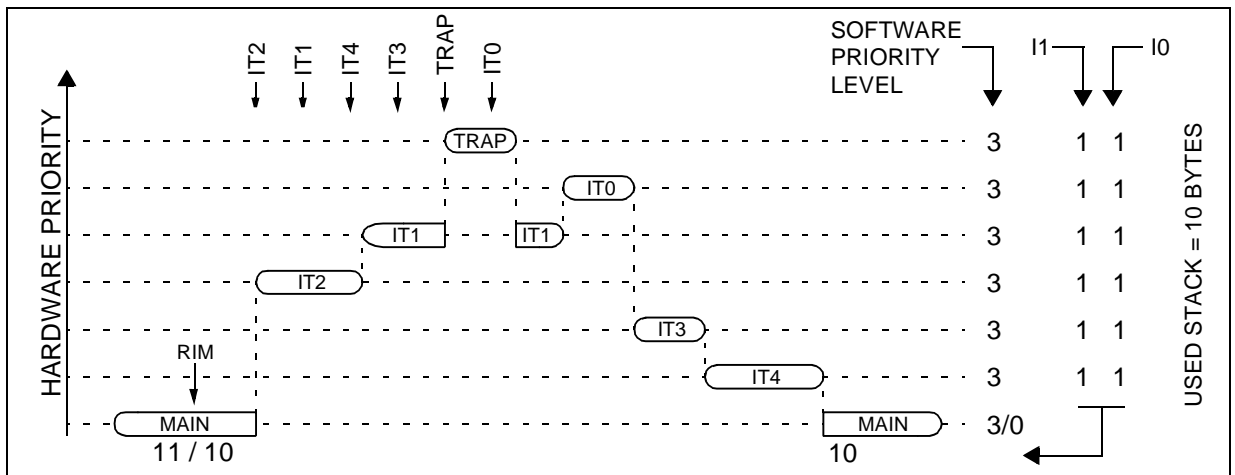 IT2
IT1
IT4
IT3
TRAP
IT0
SOFTWARE
PRIORITY
LEVEL
I1
I0
HARDWARE PRIORITY
TRAP
3 1 1
IT0
3 1 1
IT1
IT1
3 1 1
IT2
3 1 1
IT3
3 1 1
RIM
IT4
3 1 1
MAIN
MAIN
3/0
11 / 10
10
USED STACK = 10 BYTES